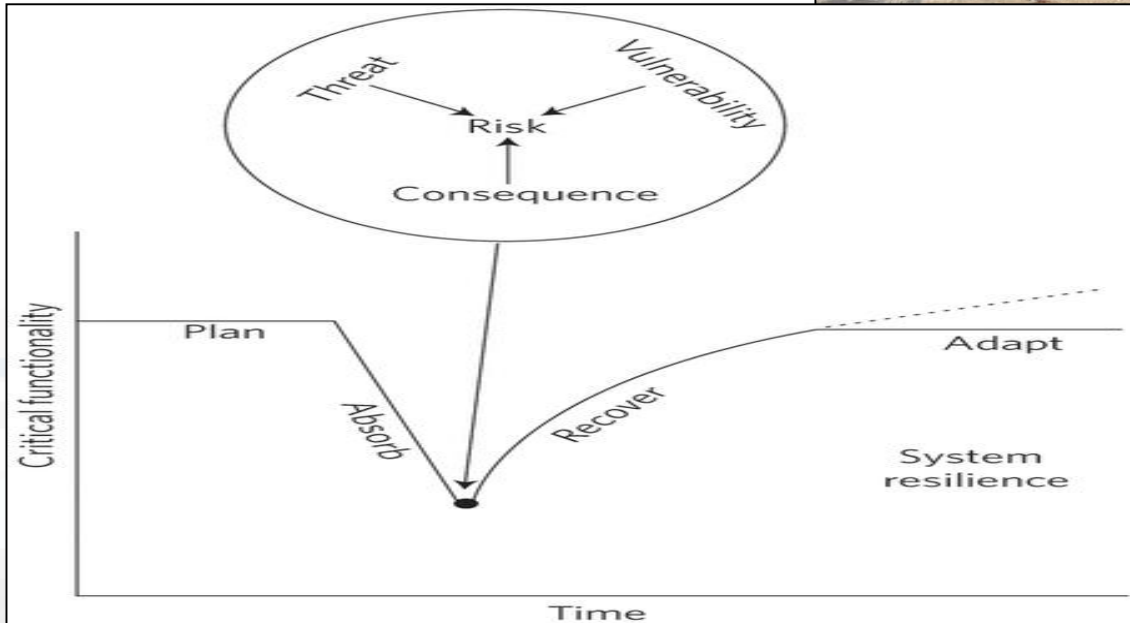 Threat
Vulnerability
Risk
Consequence
Critical functionality
Plan
Absorb
Recover
Adapt
System
resilience
Time